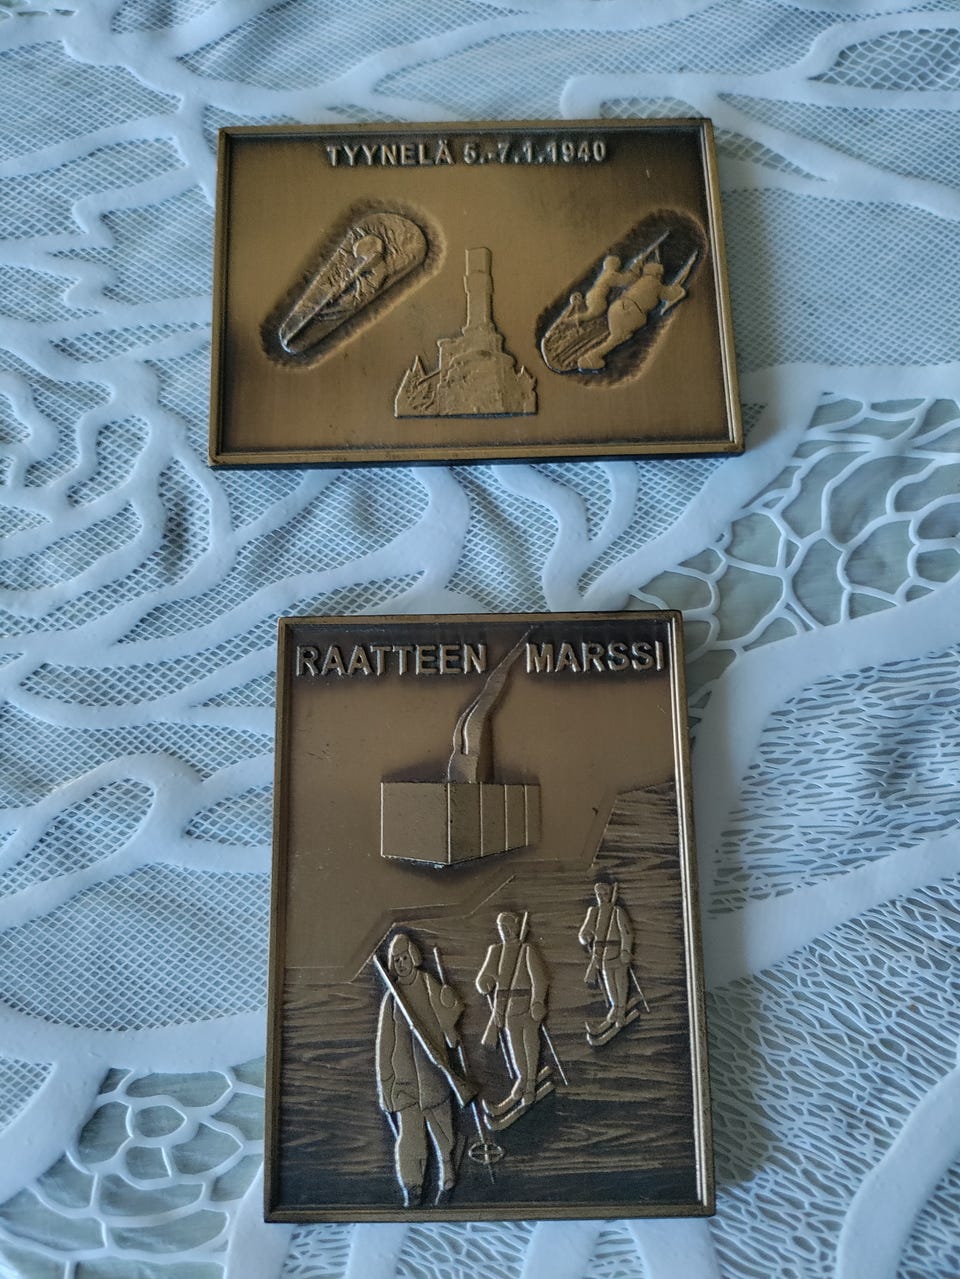 TYYNELÄ 5.-7.1.1940
RAATTEEN MARSSI